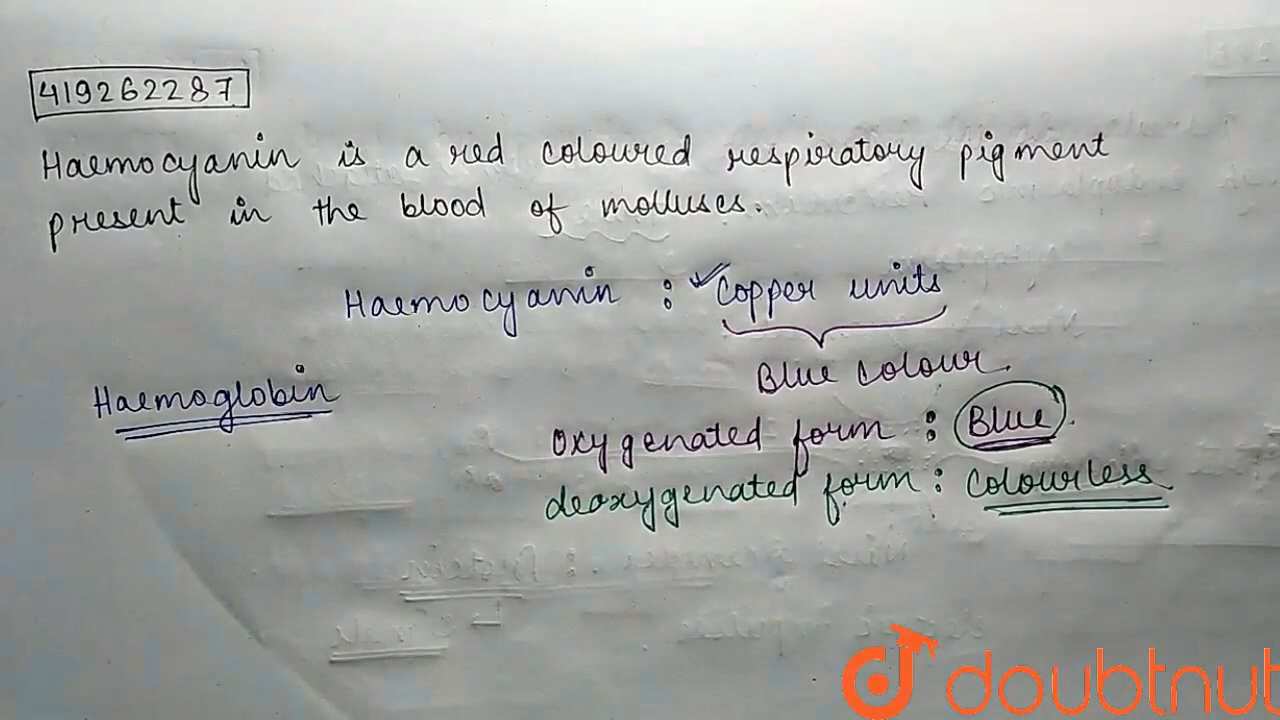 419262287
Haemocyanin is a red coloured respiratory pigment
present in the blood of molluscs.
Haemocyanin : Copper units
Blue colour.
Haemoglobin
oxygenated form : Blue.
deoxygenated form : Colourless
doubtnut